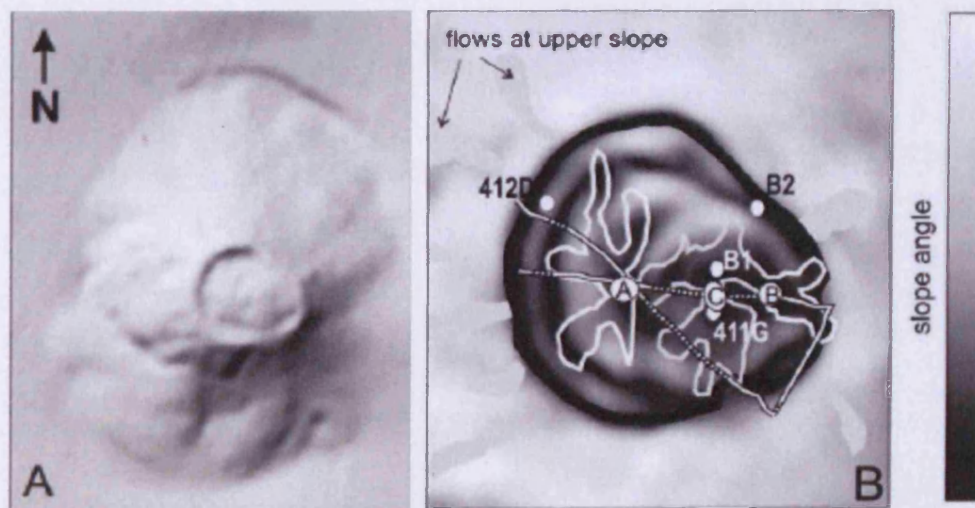 N
A
flows at upper slope
412D
B2
B1
A
C
B
411G
B
slope angle